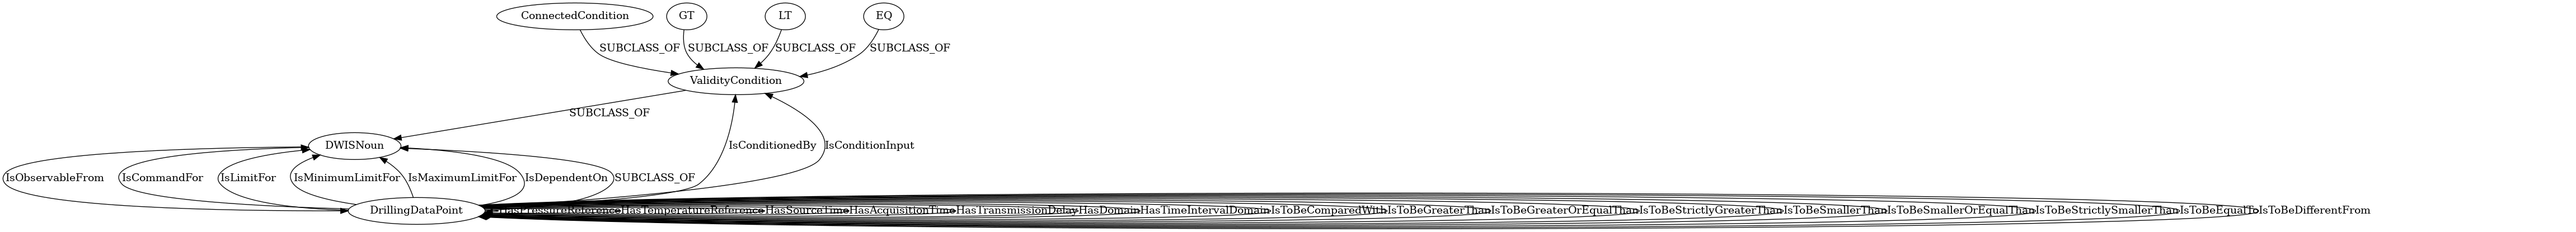 ConnectedCondition
GT
LT
EQ
SUBCLASS_OF
SUBCLASS_OF
SUBCLASS_OF
SUBCLASS_OF
ValidityCondition
SUBCLASS_OF
DWISNoun
IsConditionedBy
IsConditionInput
IsObservableFrom
IsCommandFor
IsLimitFor
IsMinimumLimitFor
IsMaximumLimitFor
IsDependentOn
SUBCLASS_OF
DrillingDataPoint
HasPressureReference
HasTemperatureReference
HasSourceTime
HasAcquisitionTime
HasTransmissionDelay
HasDomain
HasTimeIntervalDomain
IsToBeComparedWith
IsToBeGreaterThan
IsToBeGreaterOrEqualThan
IsToBeStrictlyGreaterThan
IsToBeSmallerThan
IsToBeSmallerOrEqualThan
IsToBeStrictlySmallerThan
IsToBeEqualTo
IsToBeDifferentFrom